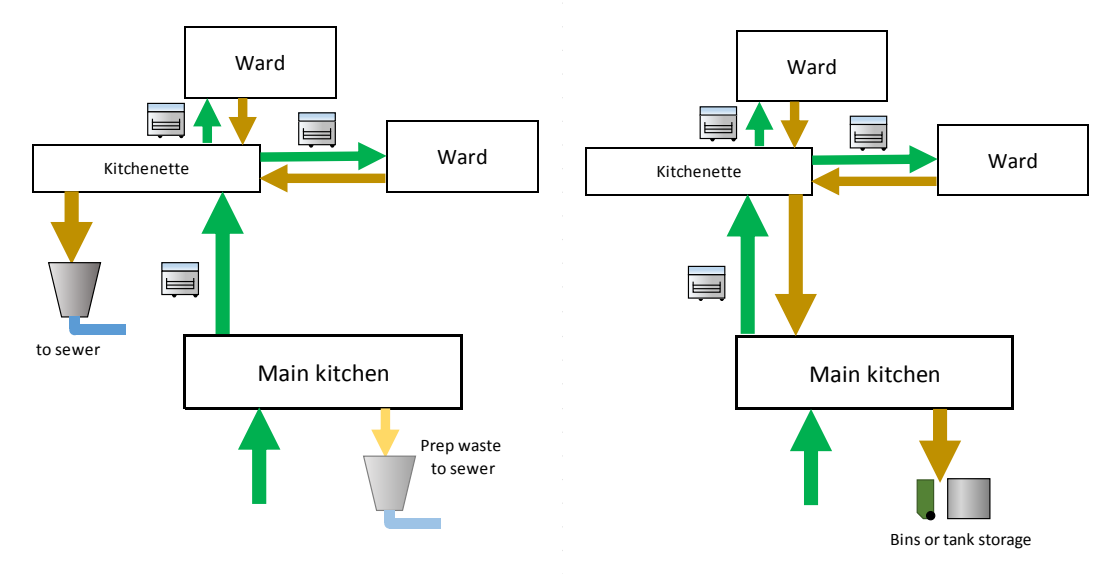 Ward
Ward
Kitchenette
to sewer
Main kitchen
Prep waste
to sewer
Ward
Ward
Kitchenette
Main kitchen
Bins or tank storage